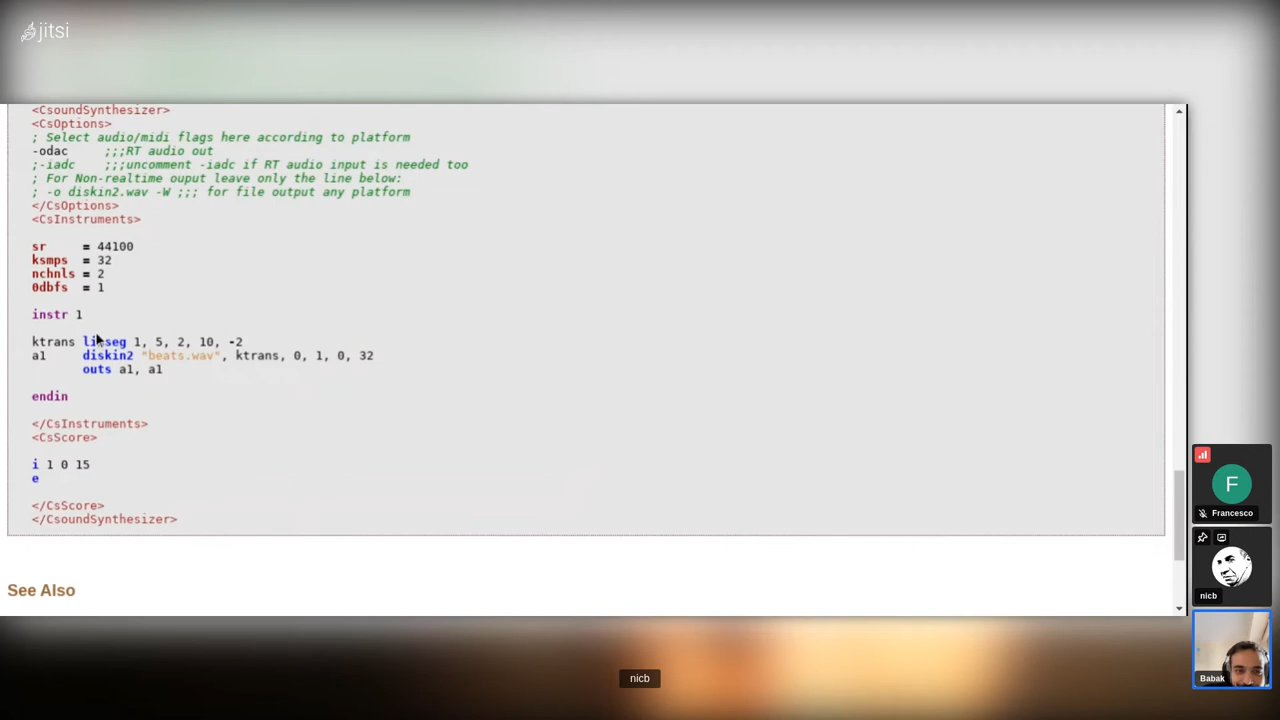 jitsi
<CsoundSynthesizer>
<CsOptions>
; Select audio/midi flags here according to platform
-odac     ;;;RT audio out
;-iadc    ;;;uncomment -iadc if RT audio input is needed too
; For Non-realtime ouput leave only the line below:
; -o diskin2.wav -W ;;; for file output any platform
</CsOptions>
<CsInstruments>
sr     = 44100
ksmps  = 32
nchnls = 2
0dbfs  = 1
instr 1
ktrans linseg 1, 5, 2, 10, -2
a1     diskin2 "beats.wav", ktrans, 0, 1, 0, 32
       outs a1, a1
endin
</CsInstruments>
<CsScore>
i 1 0 15
e
</CsScore>
</CsoundSynthesizer>
See Also
F
Francesco
nicb
Babak
nicb